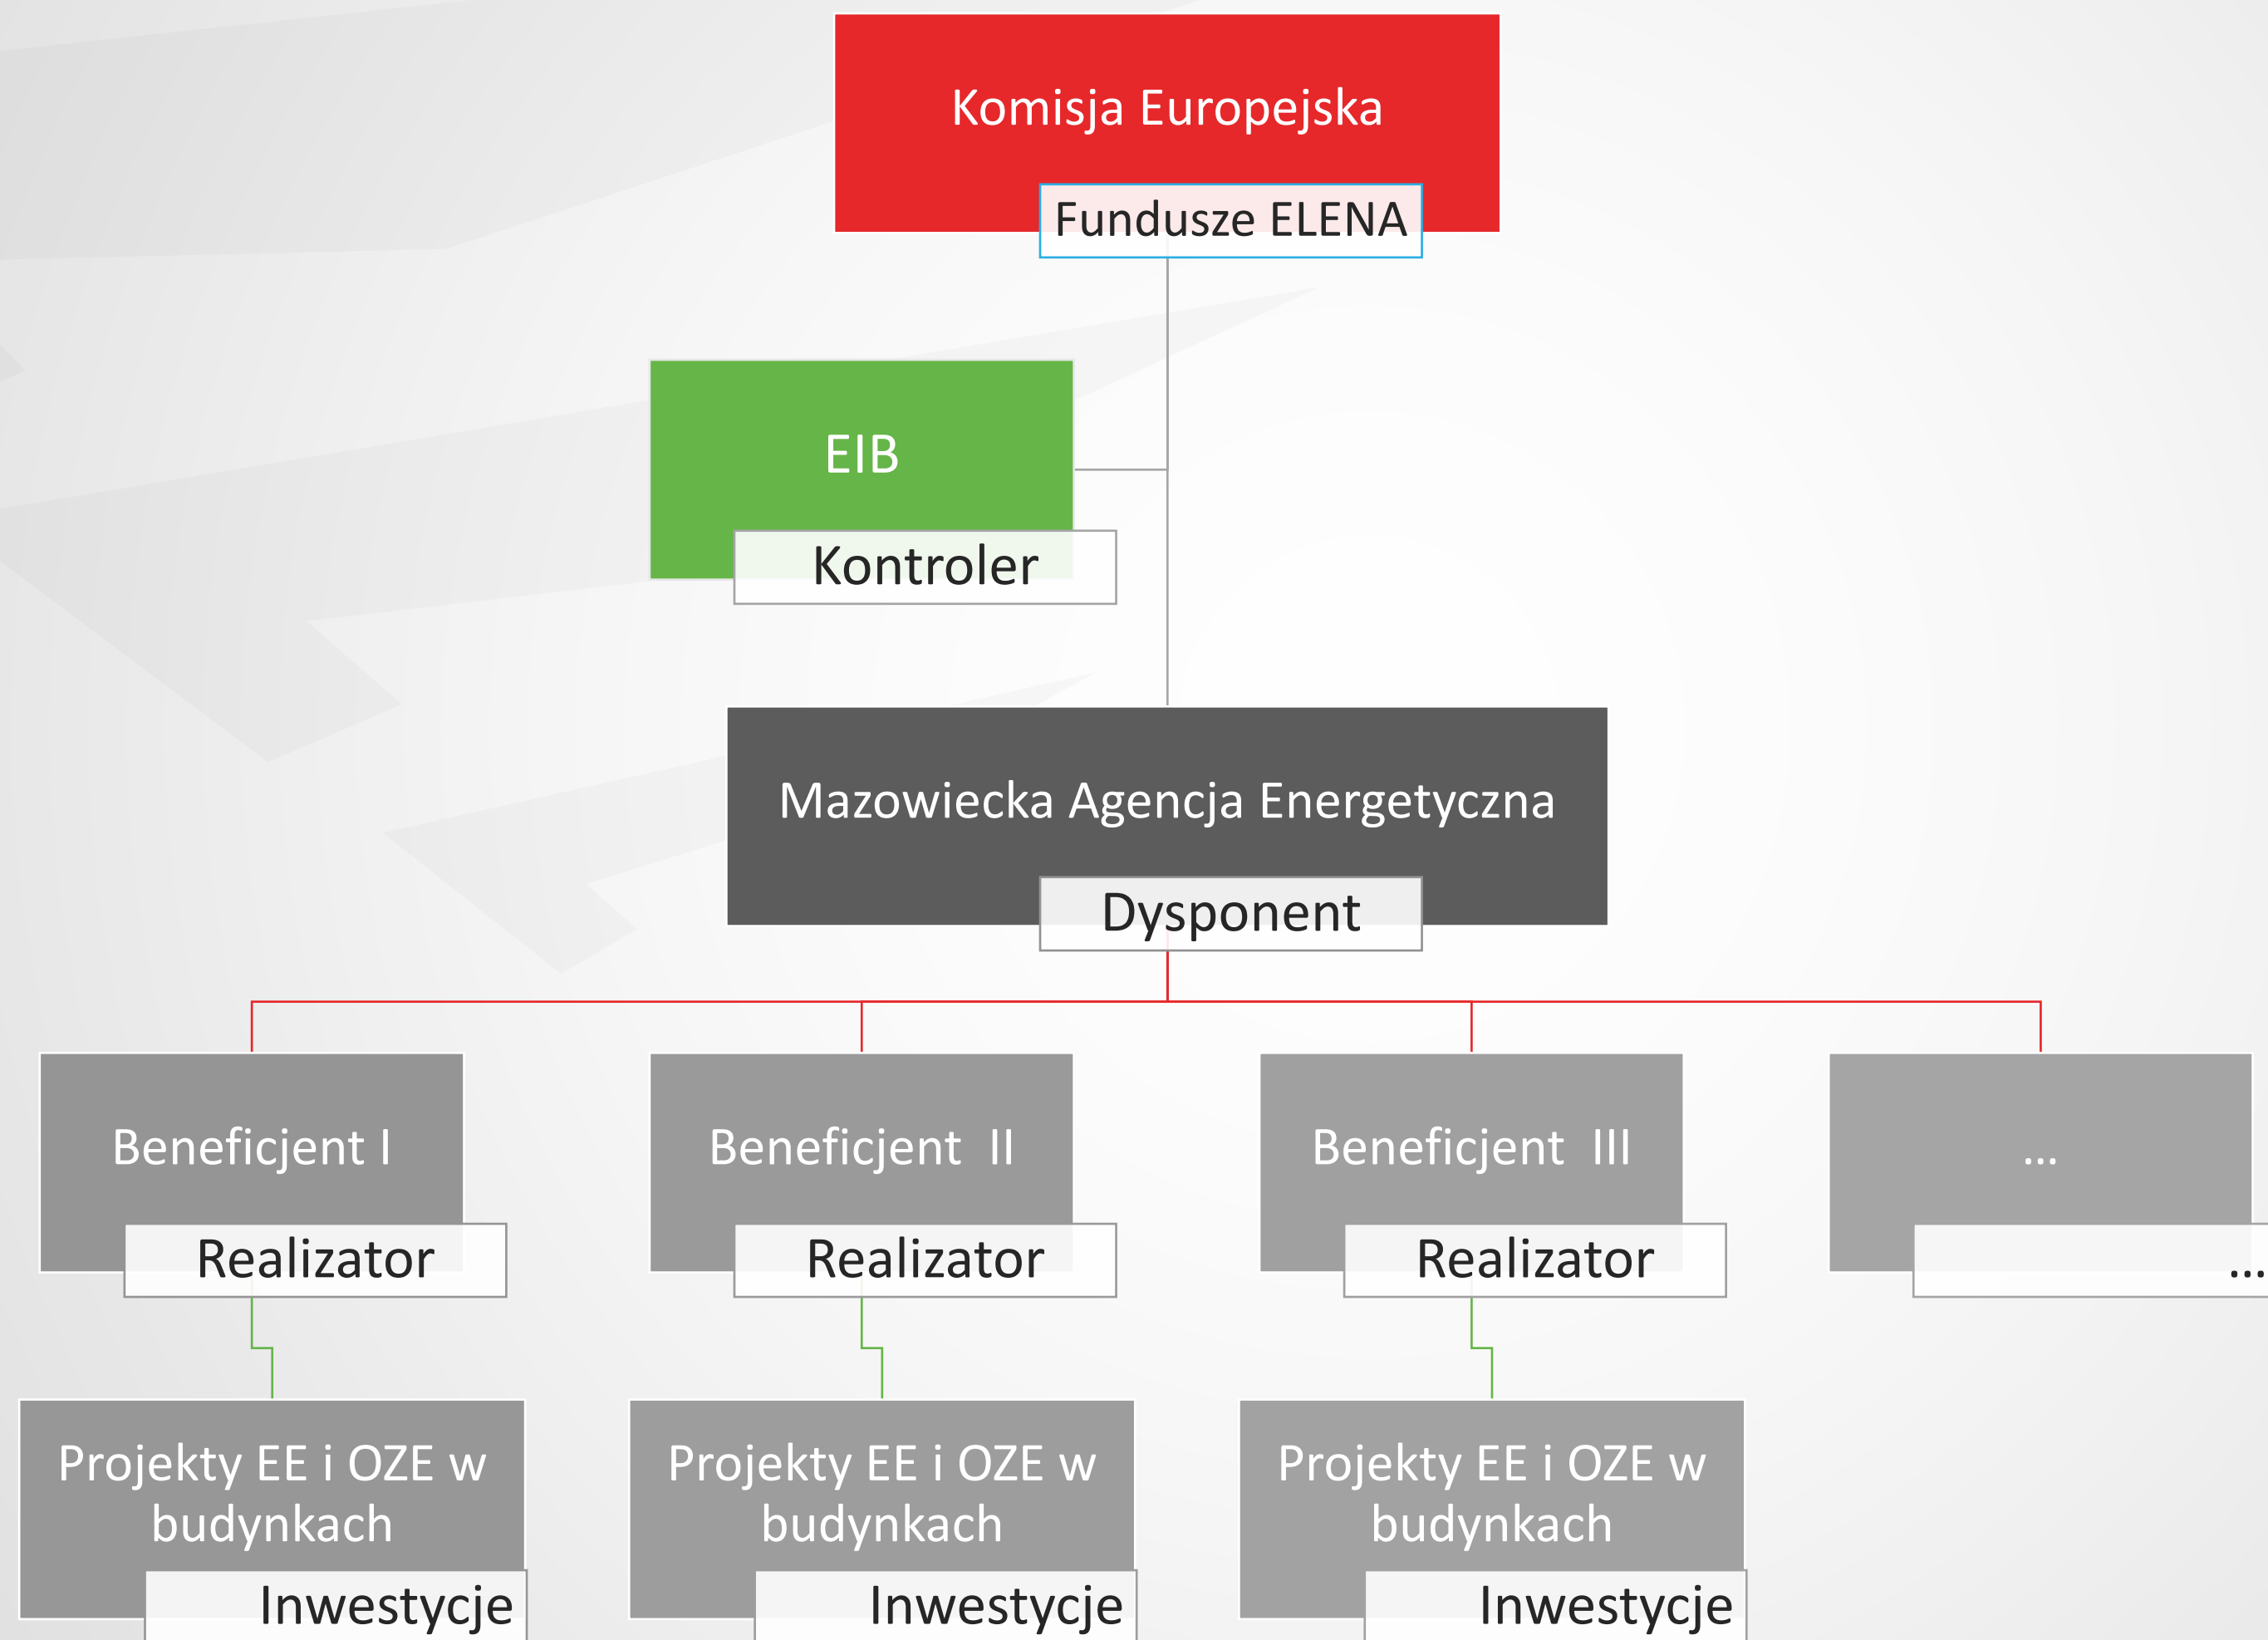 Komisja Europejska
Fundusze ELENA
EIB
Kontroler
Mazowiecka Agencja Energetyczna
Dysponent
Beneficjent I
Realizator
Beneficjent II
Realizator
Beneficjent III
Realizator
...
...
Projekty EE i OZE w
budynkach
Inwestycje
Projekty EE i OZE w
budynkach
Inwestycje
Projekty EE i OZE w
budynkach
Inwestycje